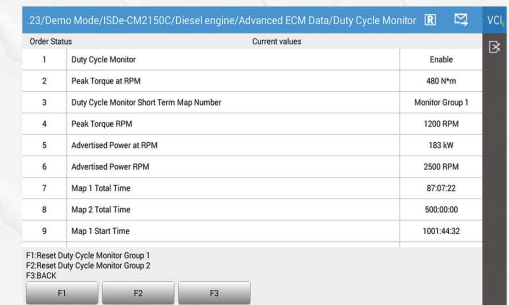 .23/Demo Mode/ISDe-CM2150C/Diesel engine/Advanced ECM Data/Duty Cycle Monitor R VCI
Order Status Current values
1 Duty Cycle Monitor Enable
2 Peak Torque at RPM 480 N*m
3 Duty Cycle Monitor Short Term Map Number Monitor Group 1
4 Peak Torque RPM 1200 RPM
5 Advertised Power at RPM 183 kW
6 Advertised Power RPM 2500 RPM
7 Map 1 Total Time 87:07:22
8 Map 2 Total Time 500:00:00
9 Map 1 Start Time 1001:44:32
F1:Reset Duty Cycle Monitor Group 1
F2:Reset Duty Cycle Monitor Group 2
F3:BACK
F1 F2 F3